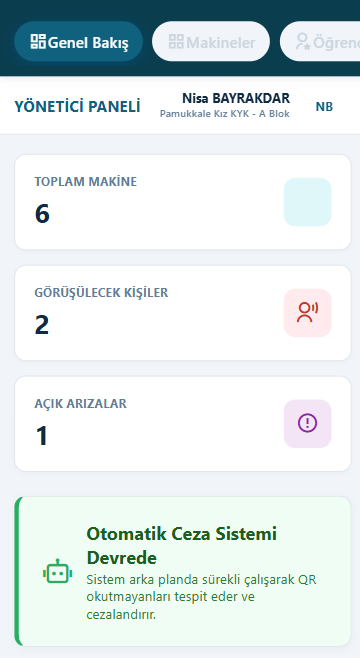 Genel Bakış
Makineler
Öğrenc
YÖNETİCİ PANELİ
Nisa BAYRAKDAR
Pamukkale Kız KYK - A Blok
NB
TOPLAM MAKİNE
6
GÖRÜŞÜLECEK KİŞİLER
2
AÇIK ARIZALAR
1
Otomatik Ceza Sistemi
Devrede
Sistem arka planda sürekli çalışarak QR
okutmayanları tespit eder ve
cezalandırır.